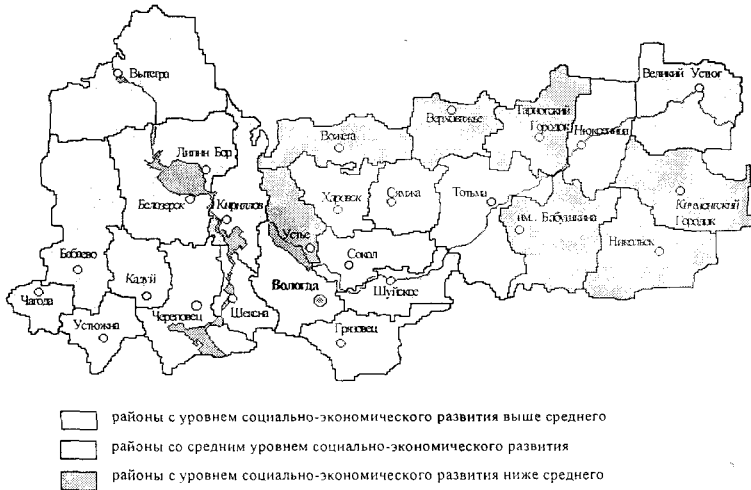 Вытегра
Великий Устюг
Тарногский
Городок
Верховажье
Нюксеница
Вожега
Липин Бор
Кичменгский
Городок
Харовск
Сямжа
Тотьма
Белозерск
Кириллов
им. Бабушкина
Устье
Никольск
Сокол
Бабаево
Кадуй
Вологда
Шуйское
Чагода
Череповец
Шексна
Устюжна
Грязовец
районы с уровнем социально-экономического развития выше среднего
районы со средним уровнем социально-экономического развития
районы с уровнем социально-экономического развития ниже среднего